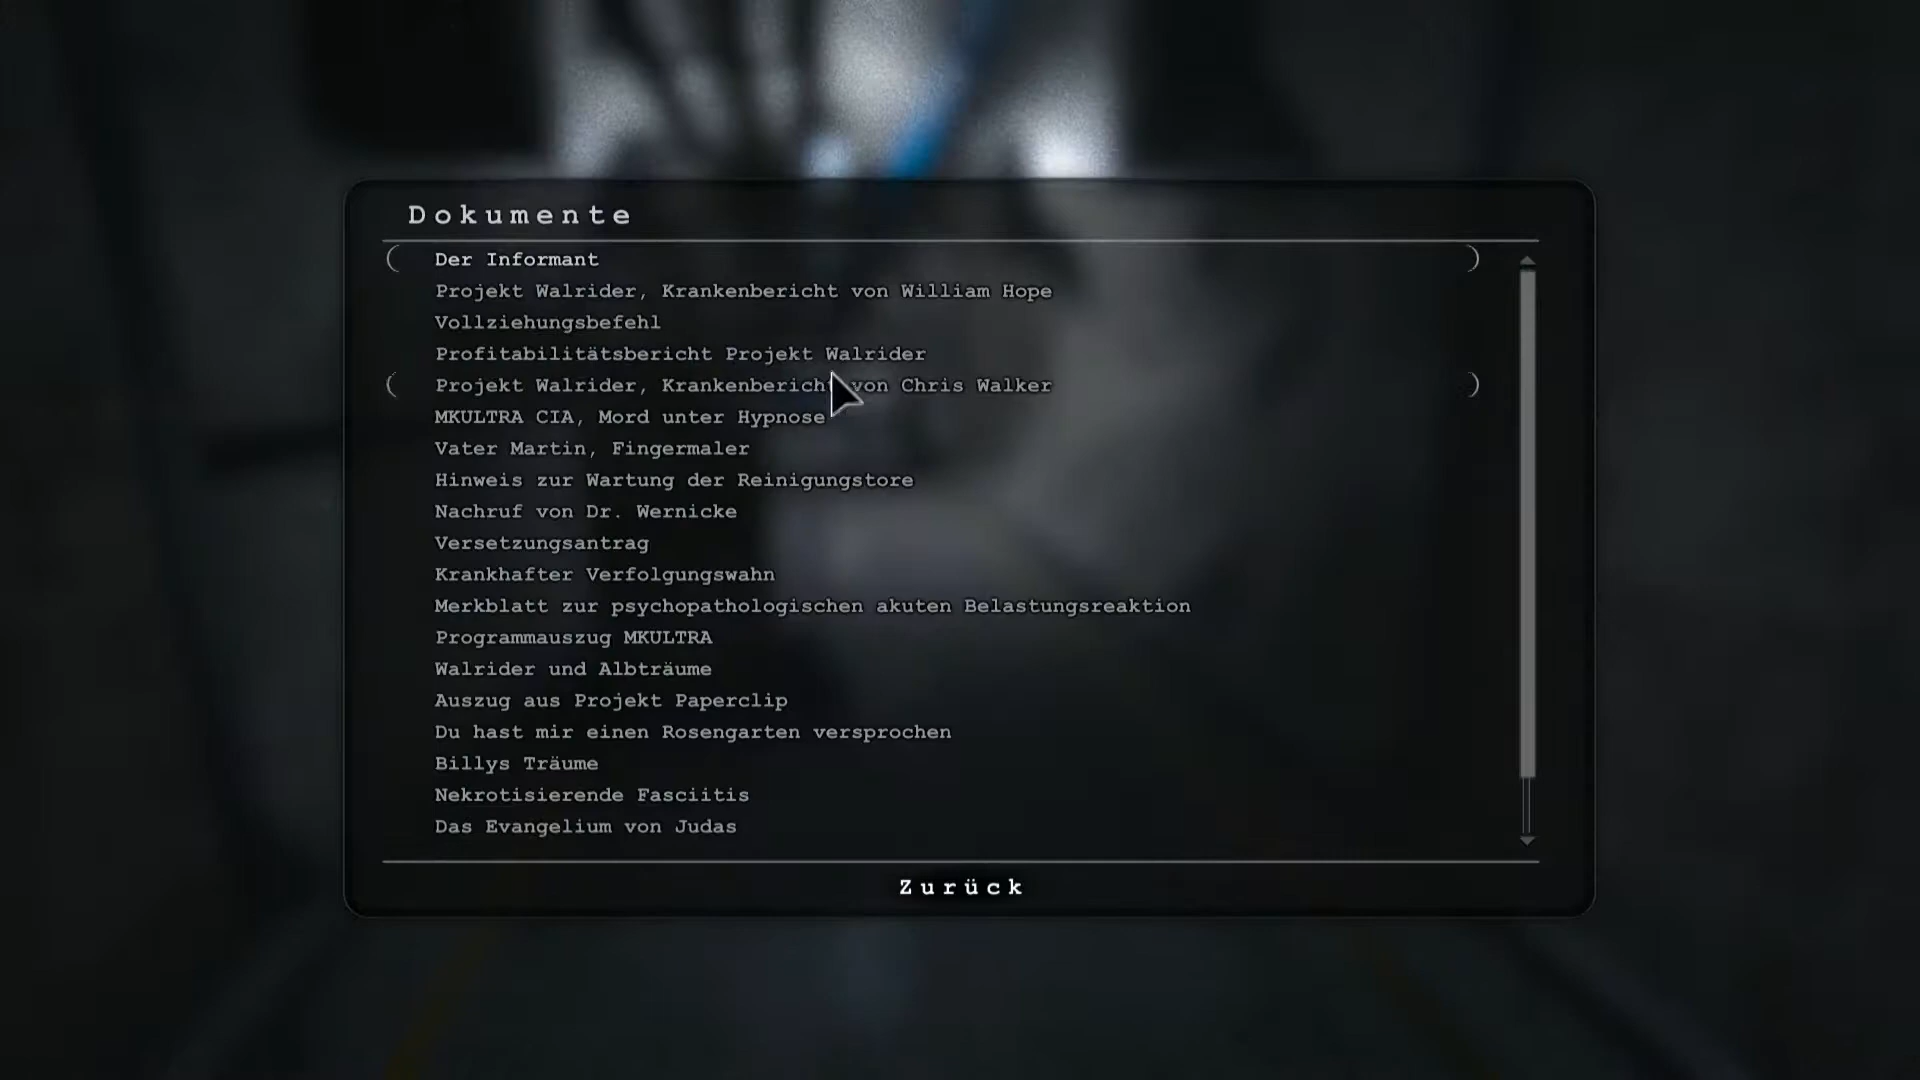 Dokumente
Der Informant
Projekt Walrider, Krankenbericht von William Hope
Vollziehungsbefehl
Profitabilitätsbericht Projekt Walrider
Projekt Walrider, Krankenbericht von Chris Walker
MKULTRA CIA, Mord unter Hypnose
Vater Martin, Fingermaler
Hinweis zur Wartung der Reinigungstore
Nachruf von Dr. Wernicke
Versetzungsantrag
Krankhafter Verfolgungswahn
Merkblatt zur psychopathologischen akuten Belastungsreaktion
Programmauszug MKULTRA
Walrider und Albträume
Auszug aus Projekt Paperclip
Du hast mir einen Rosengarten versprochen
Billys Träume
Nekrotisierende Fasciitis
Das Evangelium von Judas
Zurück